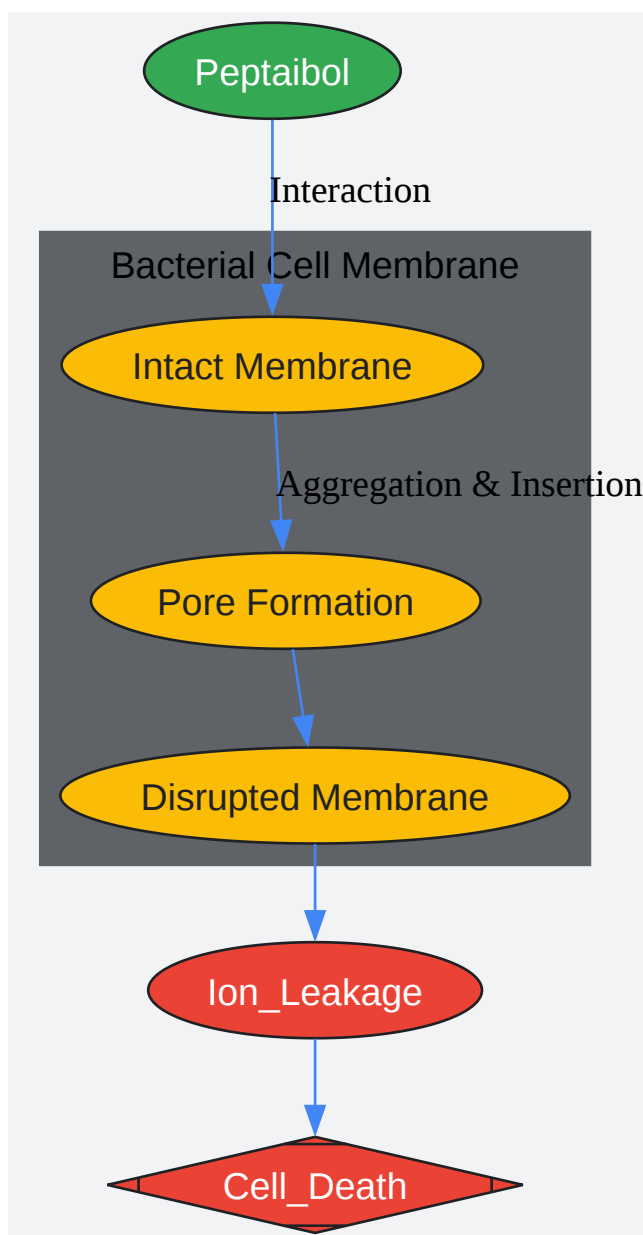 Peptaibol
Interaction
Bacterial Cell Membrane
Intact Membrane
Aggregation & Insertion
Pore Formation
Disrupted Membrane
Ion_Leakage
Cell_Death